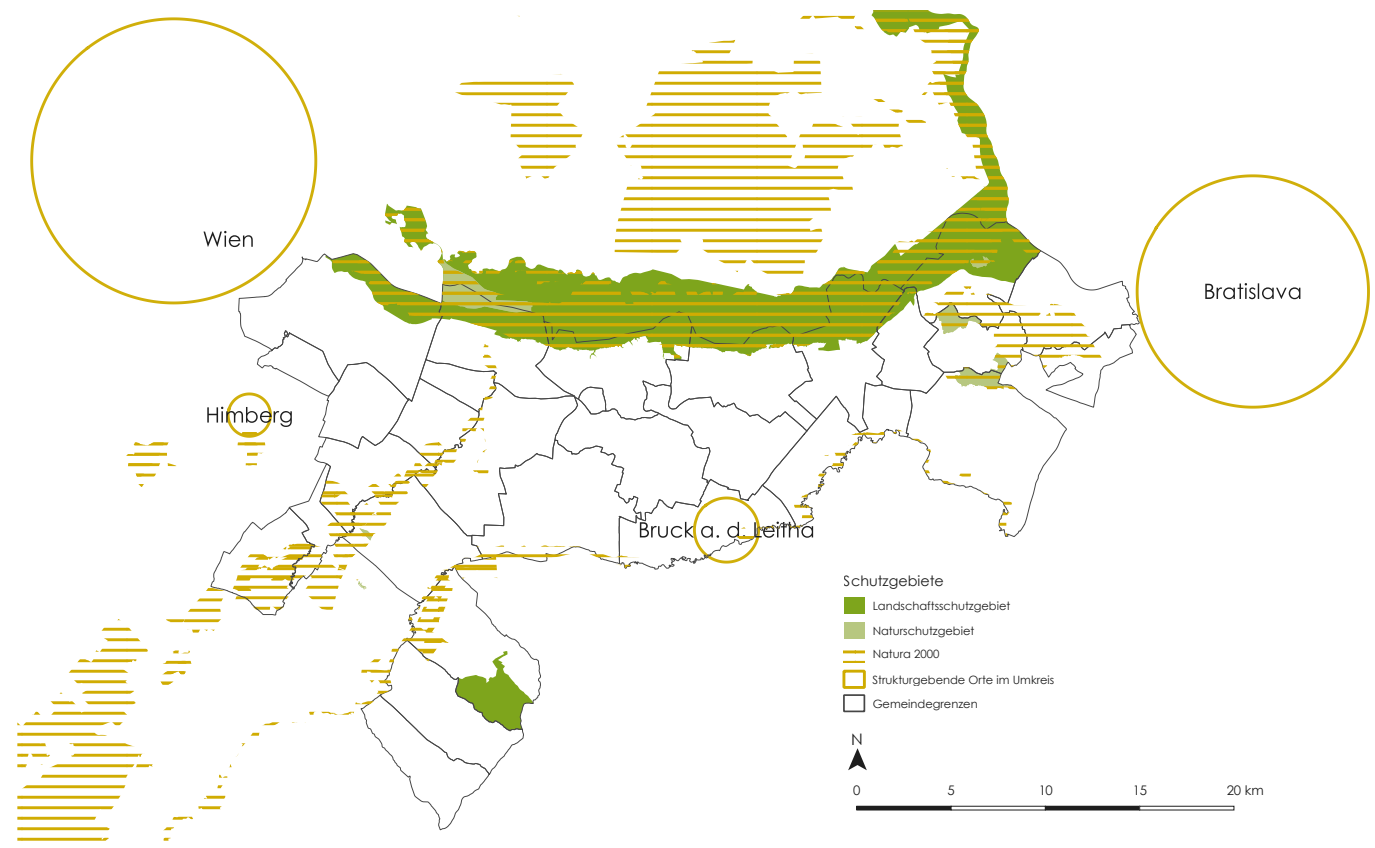 Wien
Bratislava
Himberg
Bruck a. d. Leitha
Schutzgebiete
Landschaftsschutzgebiet
Naturschutzgebiet
Natura 2000
Strukturgebende Orte im Umkreis
Gemeindegrenzen
N
0 5 10 15 20 km